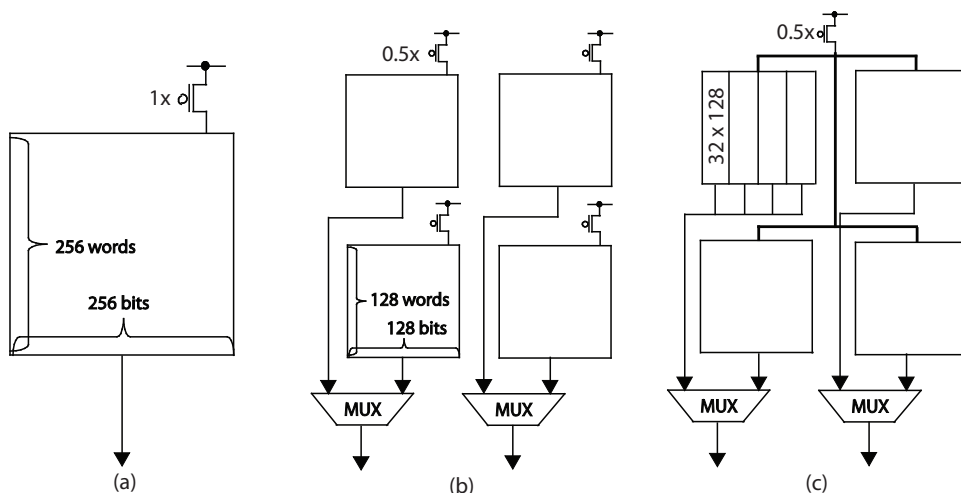 1x
256 words
256 bits
(a)
0.5x
128 words
128 bits
MUX
MUX
(b)
0.5x
32 x 128
MUX
MUX
(c)